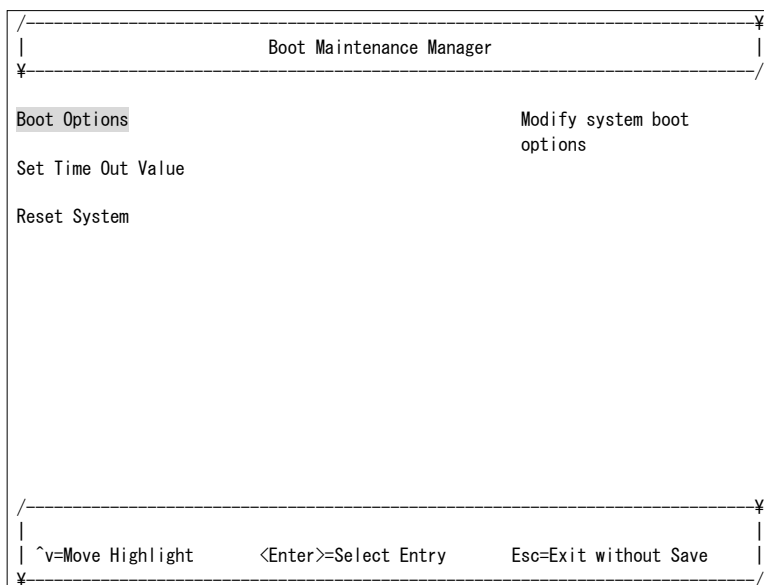 /------------------------------------------------------------------------------¥
| Boot Maintenance Manager |
¥------------------------------------------------------------------------------/
Boot Options Modify system boot
options
Set Time Out Value
Reset System
/------------------------------------------------------------------------------¥
| |
| ^v=Move Highlight <Enter>=Select Entry Esc=Exit without Save |
¥------------------------------------------------------------------------------/